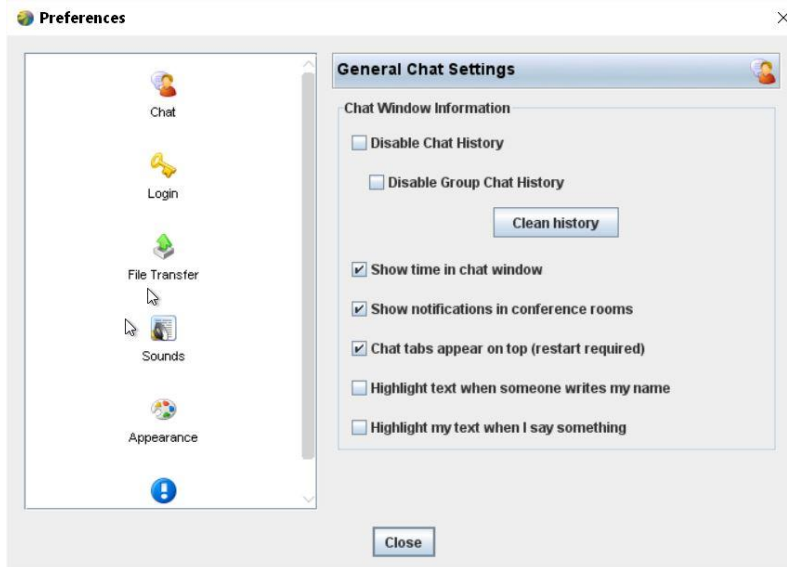 Preferences
Chat
Login
File Transfer
Sounds
Appearance
General Chat Settings
Chat Window Information
Disable Chat History
Disable Group Chat History
Clean history
Show time in chat window
Show notifications in conference rooms
Chat tabs appear on top (restart required)
Highlight text when someone writes my name
Highlight my text when I say something
Close